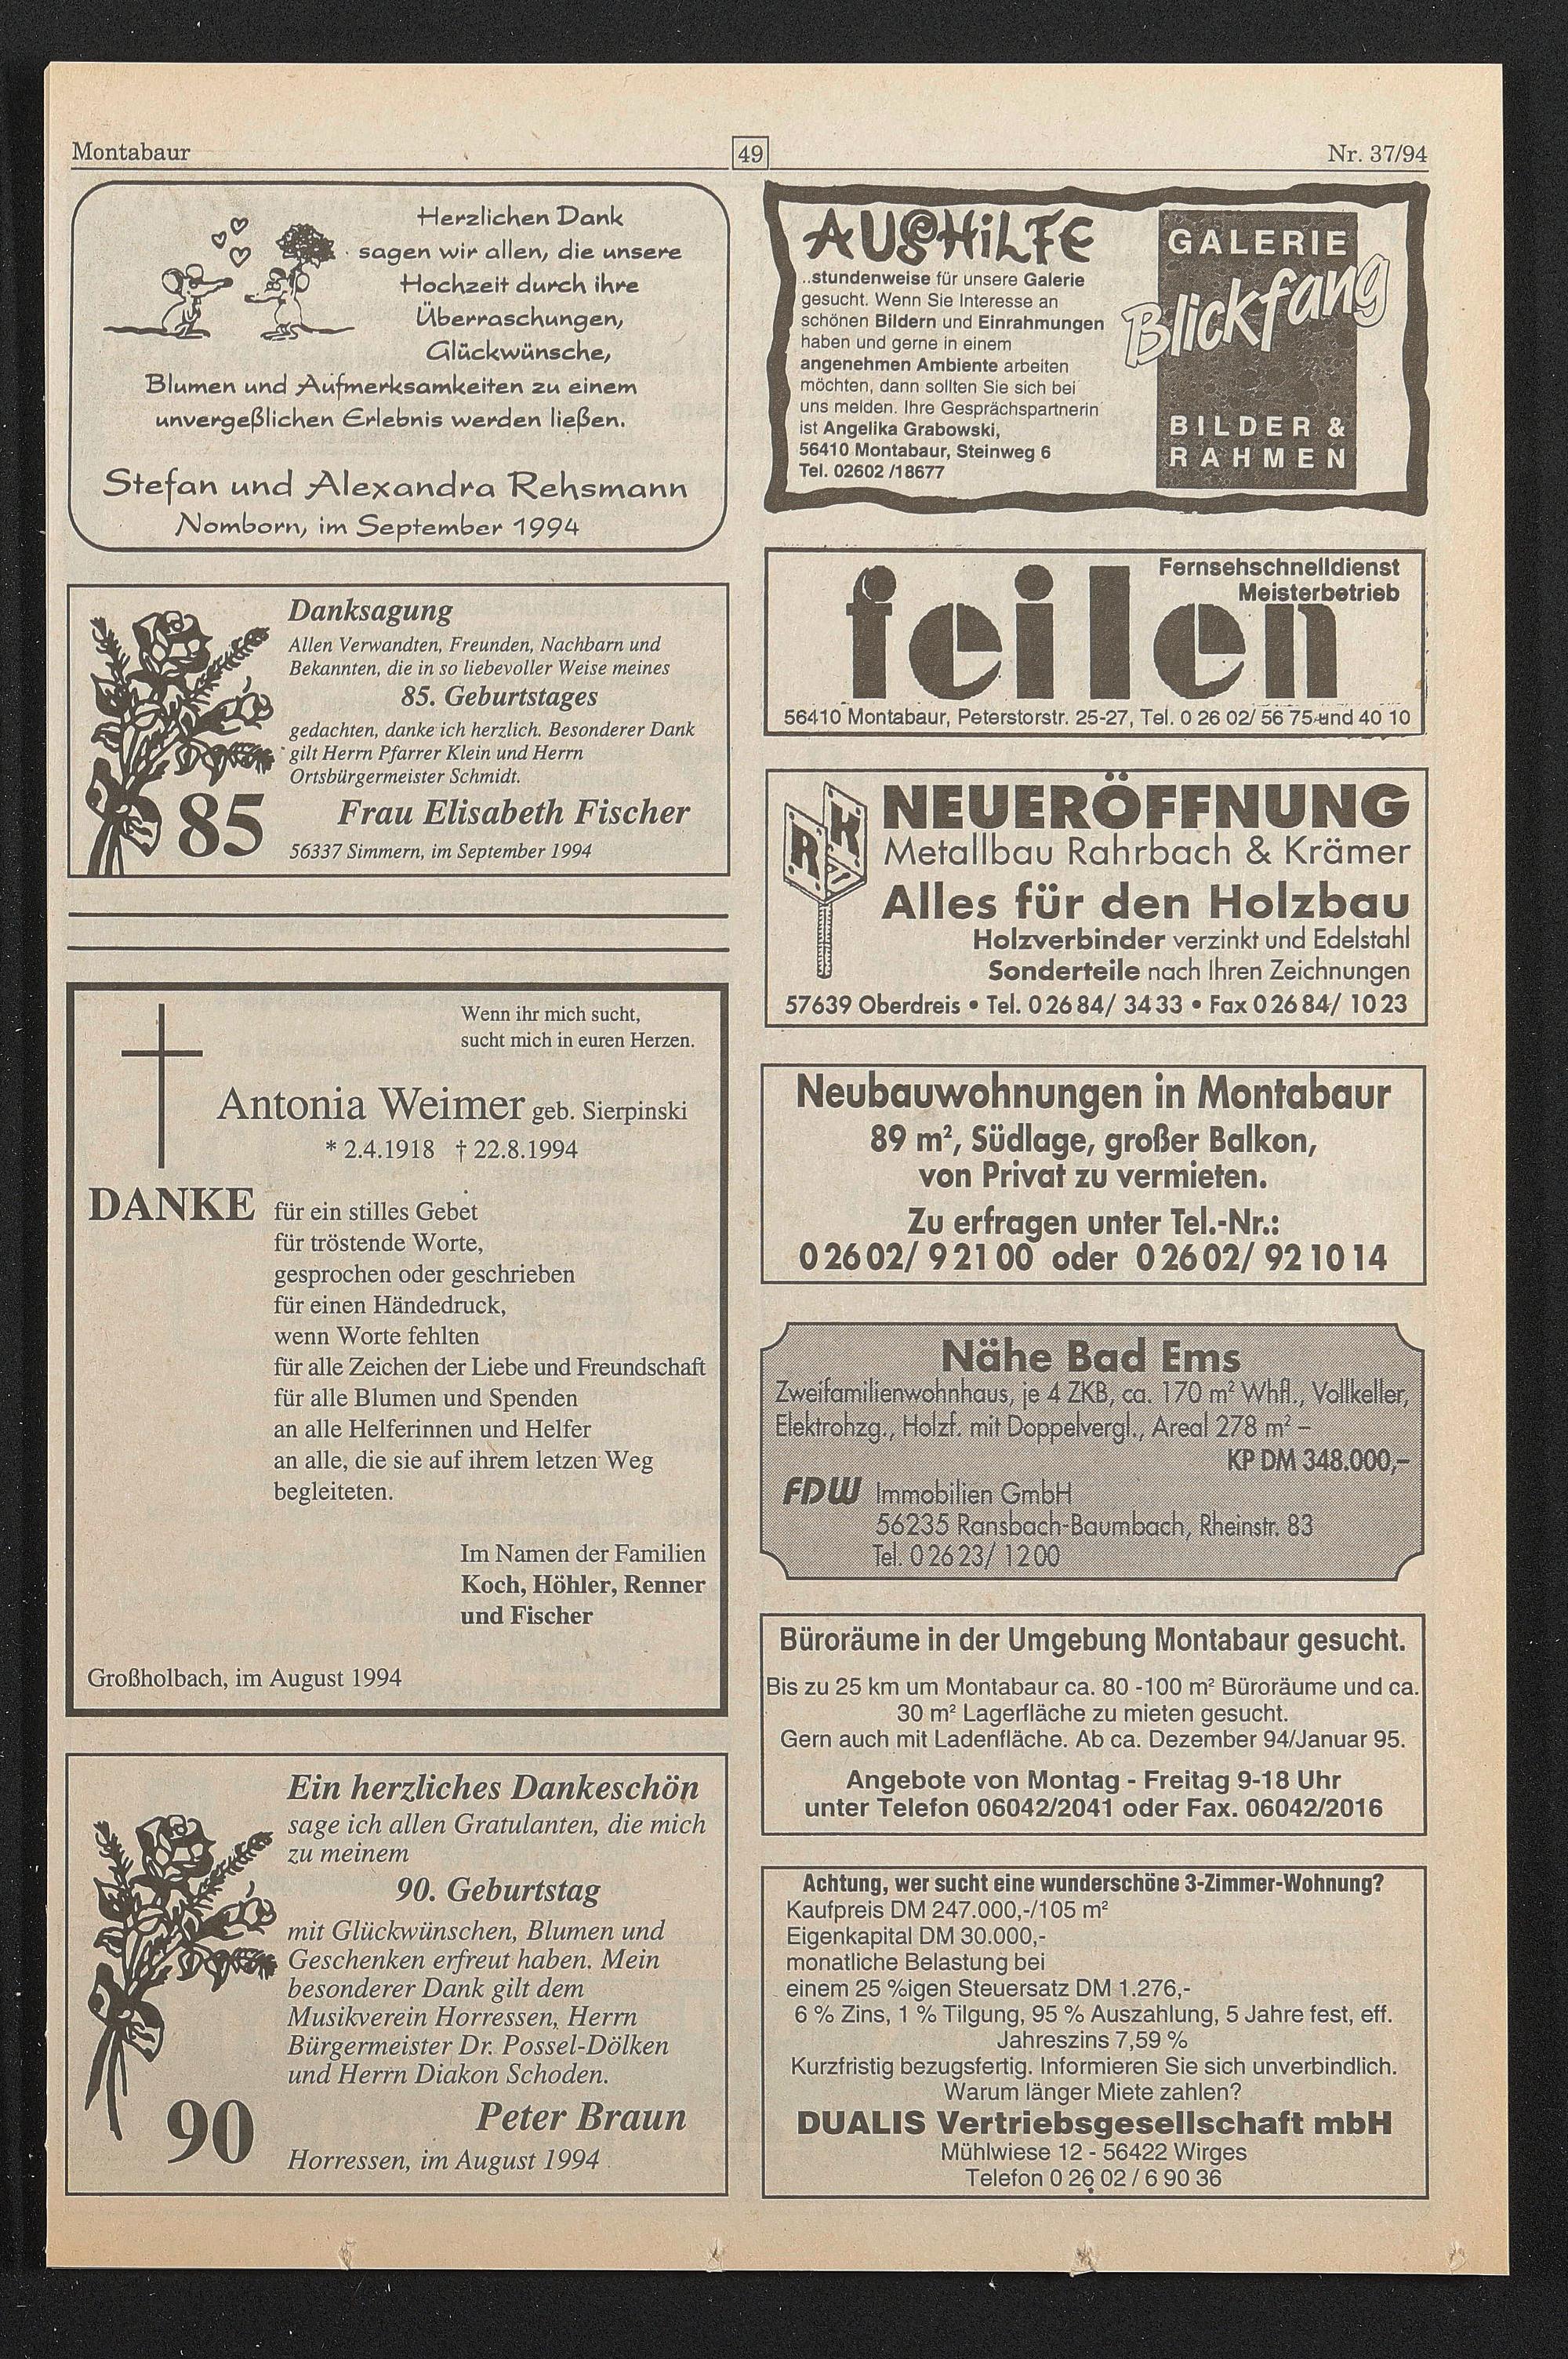 Montabaur
49
Nr. 37/94
Herzlichen Dank
sagen wir allen, die unsere
Hochzeit durch ihre
Überraschungen,
Glückwünsche,
Blumen und Aufmerksamkeiten zu einem
unvergeßlichen Erlebnis werden ließen.
Stefan und Alexandra Rehsmann
Nomborn, im September 1994
Danksagung
Allen Verwandten, Freunden, Nachbarn und
Bekannten, die in so liebevoller Weise meines
85. Geburtstages
gedachten, danke ich herzlich. Besonderer Dank
gilt Herrn Pfarrer Klein und Herrn
Ortsbürgermeister Schmidt.
85
Frau Elisabeth Fischer
56337 Simmern, im September 1994
Wenn ihr mich sucht,
sucht mich in euren Herzen.
Antonia Weimer geb. Sierpinski
* 2.4.1918 † 22.8.1994
DANKE für ein stilles Gebet
für tröstende Worte,
gesprochen oder geschrieben
für einen Händedruck,
wenn Worte fehlten
für alle Zeichen der Liebe und Freundschaft
für alle Blumen und Spenden
an alle Helferinnen und Helfer
an alle, die sie auf ihrem letzen Weg
begleiteten.
Im Namen der Familien
Koch, Höhler, Renner
und Fischer
Großholbach, im August 1994
Ein herzliches Dankeschön
sage ich allen Gratulanten, die mich
zu meinem
90. Geburtstag
mit Glückwünschen, Blumen und
Geschenken erfreut haben. Mein
besonderer Dank gilt dem
Musikverein Horressen, Herrn
Bürgermeister Dr. Possel-Dölken
und Herrn Diakon Schoden.
90
Peter Braun
Horressen, im August 1994
AUSHiLFE
..stundenweise für unsere Galerie
gesucht. Wenn Sie Interesse an
schönen Bildern und Einrahmungen
haben und gerne in einem
angenehmen Ambiente arbeiten
möchten, dann sollten Sie sich bei
uns melden. Ihre Gesprächspartnerin
ist Angelika Grabowski,
56410 Montabaur, Steinweg 6
Tel. 02602 /18677
GALERIE
Blickfang
BILDER &
RAHMEN
Fernsehschnelldienst
Meisterbetrieb
feilen
56410 Montabaur, Peterstorstr. 25-27, Tel. 0 26 02/ 56 75 und 40 10
R K
NEUERÖFFNUNG
Metallbau Rahrbach & Krämer
Alles für den Holzbau
Holzverbinder verzinkt und Edelstahl
Sonderteile nach Ihren Zeichnungen
57639 Oberdreis • Tel. 0 26 84/ 34 33 • Fax 0 26 84/ 10 23
Neubauwohnungen in Montabaur
89 m², Südlage, großer Balkon,
von Privat zu vermieten.
Zu erfragen unter Tel.-Nr.:
0 26 02/ 9 21 00 oder 0 26 02/ 92 10 14
Nähe Bad Ems
Zweifamilienwohnhaus, je 4 ZKB, ca. 170 m² Whfl., Vollkeller,
Elektrohzg., Holzf. mit Doppelvergl., Areal 278 m² –
KP DM 348.000,–
FDW Immobilien GmbH
56235 Ransbach-Baumbach, Rheinstr. 83
Tel. 0 26 23/ 12 00
Büroräume in der Umgebung Montabaur gesucht.
Bis zu 25 km um Montabaur ca. 80 -100 m² Büroräume und ca.
30 m² Lagerfläche zu mieten gesucht.
Gern auch mit Ladenfläche. Ab ca. Dezember 94/Januar 95.
Angebote von Montag - Freitag 9-18 Uhr
unter Telefon 06042/2041 oder Fax. 06042/2016
Achtung, wer sucht eine wunderschöne 3-Zimmer-Wohnung?
Kaufpreis DM 247.000,-/105 m²
Eigenkapital DM 30.000,-
monatliche Belastung bei
einem 25 %igen Steuersatz DM 1.276,-
6 % Zins, 1 % Tilgung, 95 % Auszahlung, 5 Jahre fest, eff.
Jahreszins 7,59 %
Kurzfristig bezugsfertig. Informieren Sie sich unverbindlich.
Warum länger Miete zahlen?
DUALIS Vertriebsgesellschaft mbH
Mühlwiese 12 - 56422 Wirges
Telefon 0 26 02 / 6 90 36